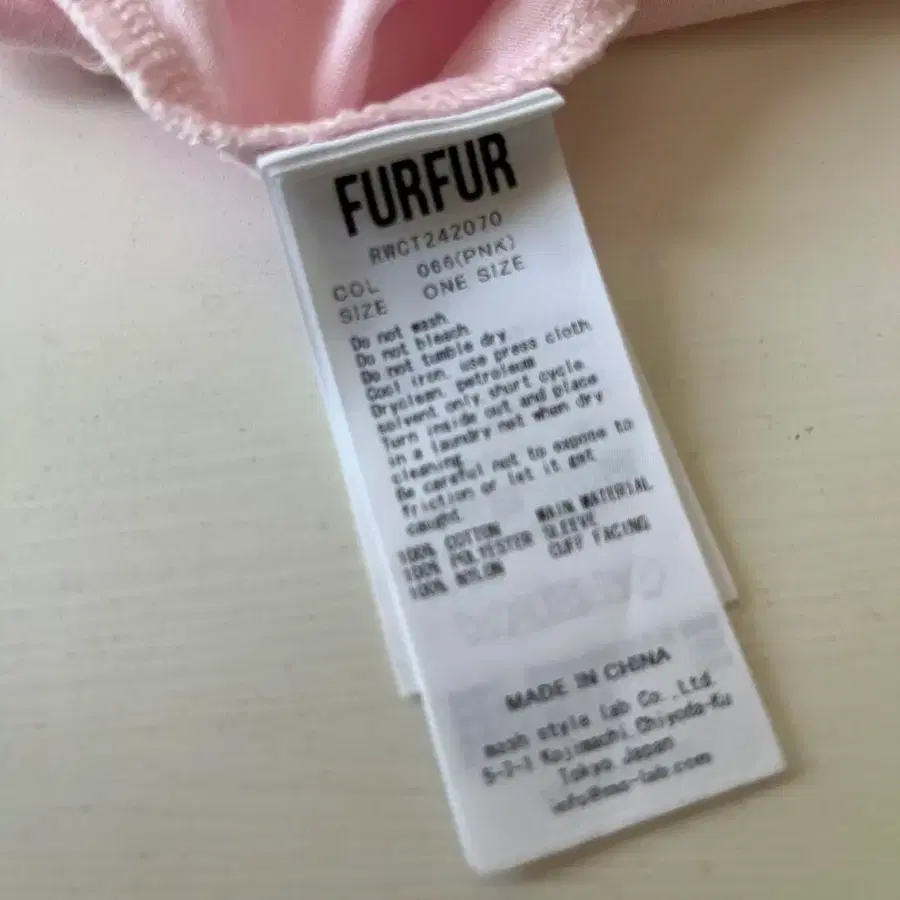 FURFUR
RWCT242070
COL 066(PNK)
SIZE ONE SIZE
Do not wash
Do not bleach
Do not tumble dry
Cool iron, use press cloth
Dryclean, petroleum
solvent only short cycle
Turn inside out and place
in a laundry net when dry
cleaning
Be careful not to expose to
friction or let it get
caught.
100% COTTON MAIN MATERIAL
100% POLYESTER SLEEVE
100% NYLON CUFF FACING
MADE IN CHINA
mash style lab Co.,Ltd.
5-7-1 Kojimachi Chiyoda-Ku
Tokyo Japan